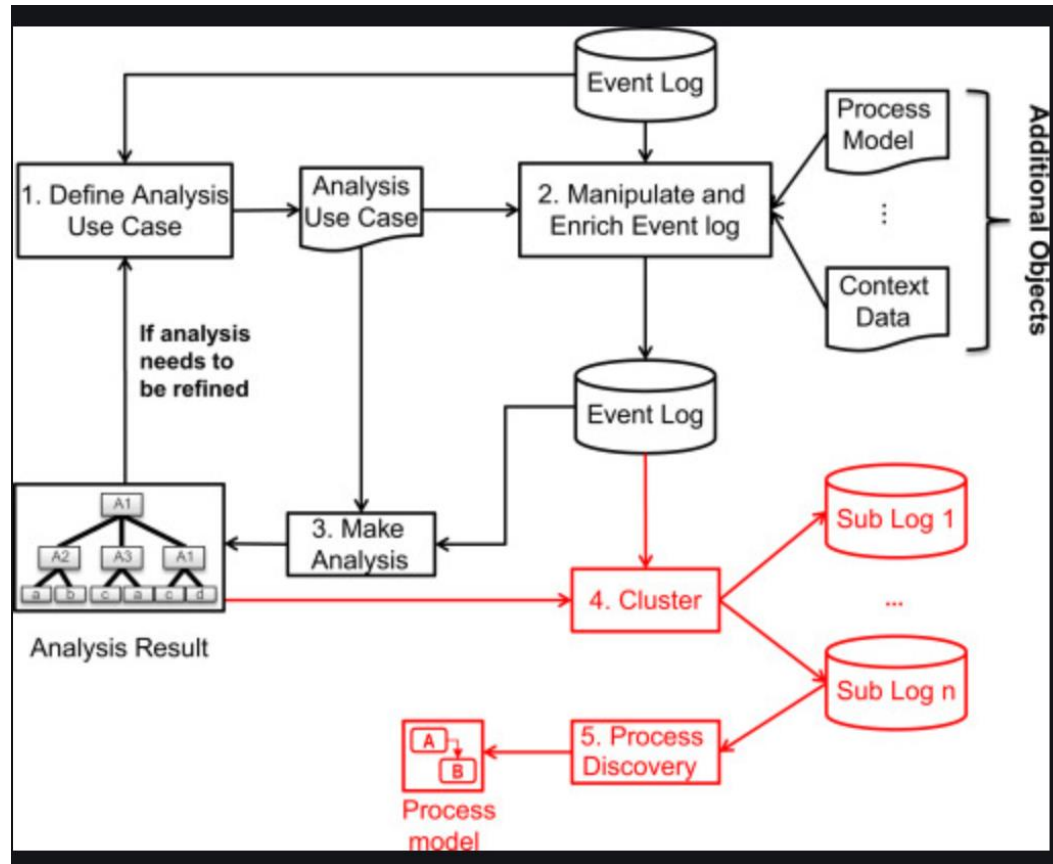 Event Log
Process
Model
Additional Objects
1. Define Analysis
Use Case
Analysis
Use Case
2. Manipulate and
Enrich Event log
...
Context
Data
If analysis
needs to
be refined
Event Log
A1
A2 A3 A1
a b c a c d
3. Make
Analysis
Sub Log 1
4. Cluster
...
Analysis Result
Sub Log n
A
B
5. Process
Discovery
Process
model